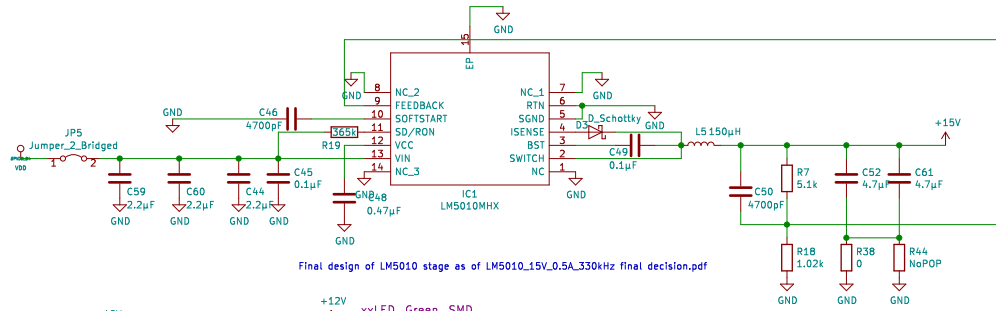 GND
15
EP
8
NC_2
NC_1
7
GND
GND
9
FEEDBACK
RTN
6
GND
C46
4700pF
10
SOFTSTART
SGND
5
GND
D3
D_Schottky
365k
R19
11
SD/RON
ISENSE
4
JP5
Jumper_2_Bridged
12
VCC
BST
3
C49
0.1µF
L5 150µH
+15V
VDD
1
2
13
VIN
SWITCH
2
14
NC_3
NC
1
IC1
LM5010MHX
GND
GND
C59
2.2µF
GND
C60
2.2µF
GND
C44
2.2µF
GND
C45
0.1µF
GND
C48
0.47µF
GND
C50
4700pF
R7
5.1k
C52
4.7µF
C61
4.7µF
R18
1.02k
GND
R38
0
GND
R44
NoPOP
GND
Final design of LM5010 stage as of LM5010_15V_0.5A_330kHz final decision.pdf
+12V